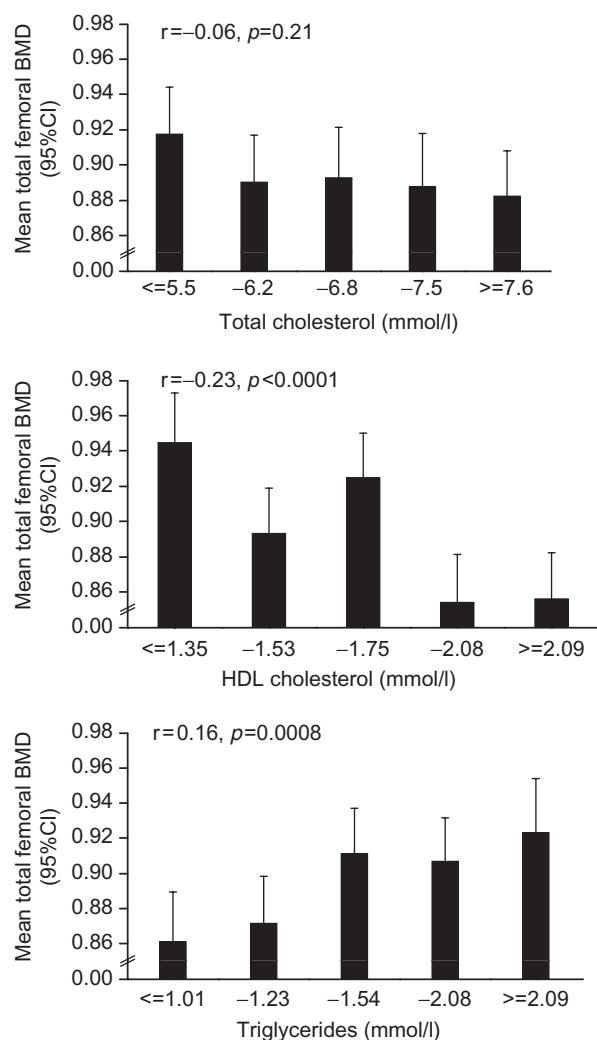 0.98
r=–0.06, p=0.21
0.96
0.94
0.92
0.90
0.88
0.86
0.00
Mean total femoral BMD
(95%CI)
<=5.5 –6.2 –6.8 –7.5 >=7.6
Total cholesterol (mmol/l)
0.98
r=–0.23, p<0.0001
0.96
0.94
0.92
0.90
0.88
0.86
0.00
Mean total femoral BMD
(95%CI)
<=1.35 –1.53 –1.75 –2.08 >=2.09
HDL cholesterol (mmol/l)
0.98
r=0.16, p=0.0008
0.96
0.94
0.92
0.90
0.88
0.86
0.00
Mean total femoral BMD
(95%CI)
<=1.01 –1.23 –1.54 –2.08 >=2.09
Triglycerides (mmol/l)